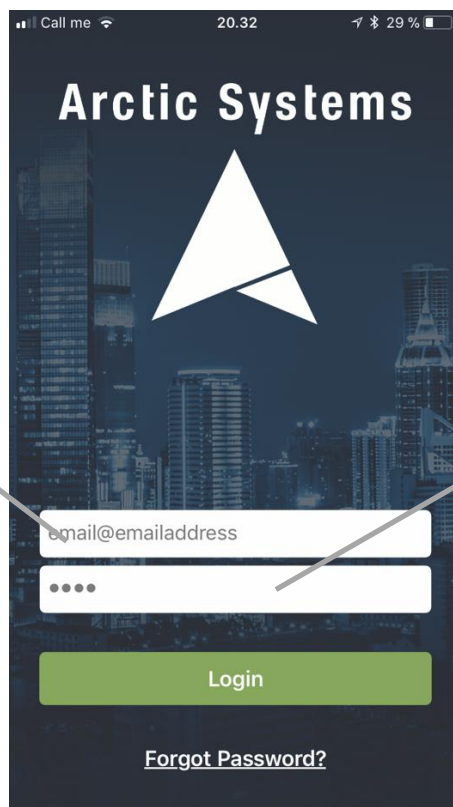 Call me 20.32 29 %
Arctic Systems
email@emailaddress
••••
Login
Forgot Password?